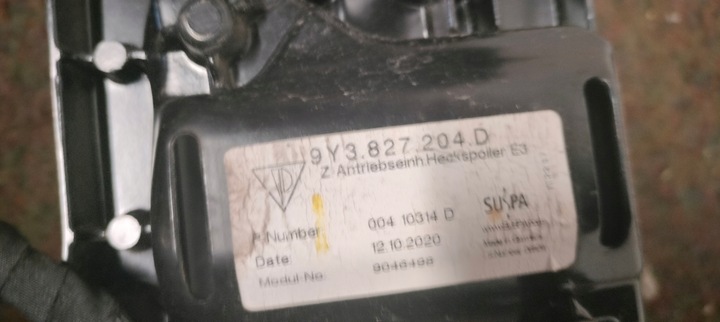 9Y3.827.204.D
Z Antriebseinh.Heckspoiler E3
P-Number 004 10314 D
SUSPA
Date: 12.10.2020
Modul-No. 9046498